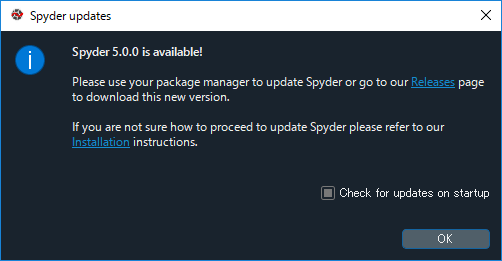 Spyder updates
Spyder 5.0.0 is available!
Please use your package manager to update Spyder or go to our Releases page
to download this new version.
If you are not sure how to proceed to update Spyder please refer to our
Installation instructions.
Check for updates on startup
OK